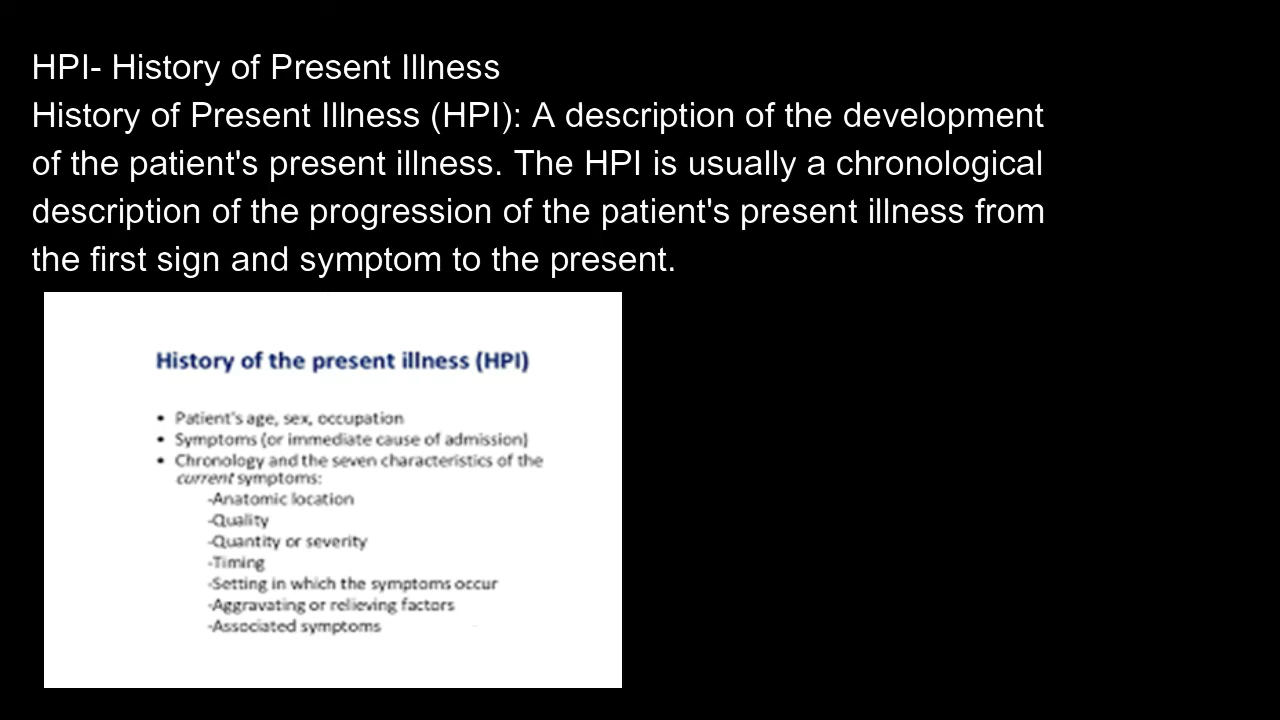 HPI- History of Present Illness
History of Present Illness (HPI): A description of the development
of the patient's present illness. The HPI is usually a chronological
description of the progression of the patient's present illness from
the first sign and symptom to the present.
History of the present illness (HPI)
• Patient's age, sex, occupation
• Symptoms (or immediate cause of admission)
• Chronology and the seven characteristics of the
current symptoms:
-Anatomic location
-Quality
-Quantity or severity
-Timing
-Setting in which the symptoms occur
-Aggravating or relieving factors
-Associated symptoms